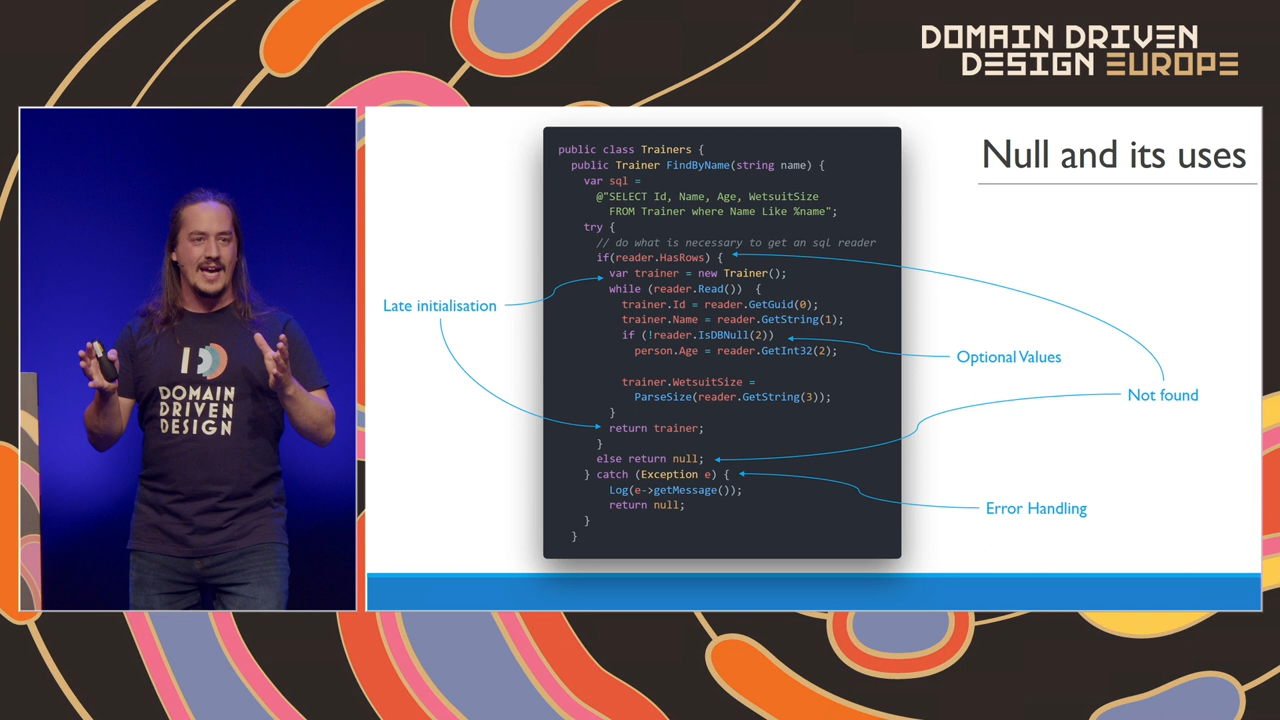 DOMAIN DRIVEN
DESIGN EUROPE
DOMAIN
DRIVEN
DESIGN
Null and its uses
public class Trainers {
  public Trainer FindByName(string name) {
    var sql =
      @"SELECT Id, Name, Age, WetsuitSize
        FROM Trainer where Name Like %name";
    try {
      // do what is necessary to get an sql reader
      if(reader.HasRows) {
        var trainer = new Trainer();
        while (reader.Read())  {
          trainer.Id = reader.GetGuid(0);
          trainer.Name = reader.GetString(1);
          if (!reader.IsDBNull(2))
            person.Age = reader.GetInt32(2);
          trainer.WetsuitSize =
            ParseSize(reader.GetString(3));
        }
        return trainer;
      }
      else return null;
    } catch (Exception e) {
        Log(e->getMessage());
        return null;
    }
  }
Late initialisation
Optional Values
Not found
Error Handling